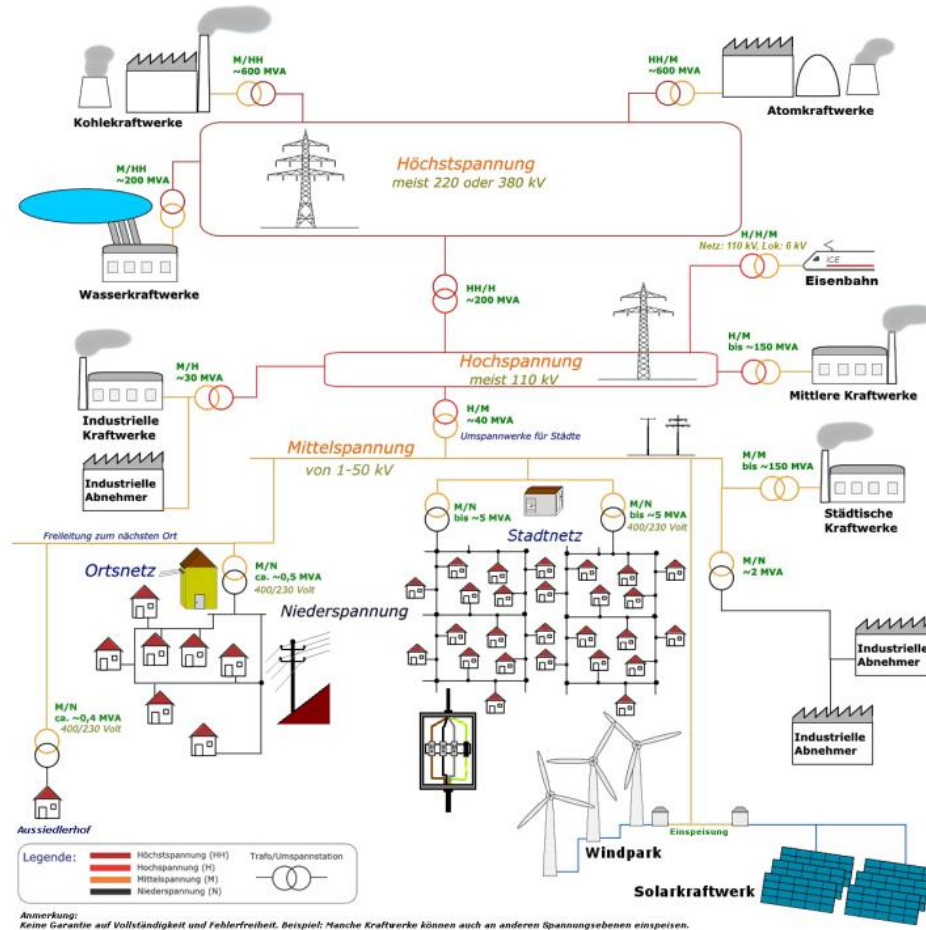 M/HH
~600 MVA
HH/M
~600 MVA
Kohlekraftwerke
Atomkraftwerke
Höchstspannung
meist 220 oder 380 kV
M/HH
~200 MVA
Wasserkraftwerke
H/H/M
Netz: 110 kV, Lok: 6 kV
ICE
Eisenbahn
HH/H
~200 MVA
H/M
bis ~150 MVA
Mittlere Kraftwerke
Hochspannung
meist 110 kV
M/H
~30 MVA
Industrielle
Kraftwerke
H/M
~40 MVA
Umspannwerke für Städte
Mittelspannung
von 1-50 kV
Industrielle
Abnehmer
M/M
bis ~150 MVA
Städtische
Kraftwerke
M/N
bis ~5 MVA
M/N
bis ~5 MVA
400/230 Volt
Stadtnetz
Freileitung zum nächsten Ort
Ortsnetz
M/N
ca. ~0,5 MVA
400/230 Volt
M/N
~2 MVA
Niederspannung
Industrielle
Abnehmer
Industrielle
Abnehmer
M/N
ca. ~0,4 MVA
400/230 Volt
Aussiedlerhof
Windpark
Einspeisung
Solarkraftwerk
Legende:
Höchstspannung (HH)
Hochspannung (H)
Mittelspannung (M)
Niederspannung (N)
Trafo/Umspannstation
Anmerkung:
Keine Garantie auf Vollständigkeit und Fehlerfreiheit. Beispiel: Manche Kraftwerke können auch an anderen Spannungsebenen einspeisen.